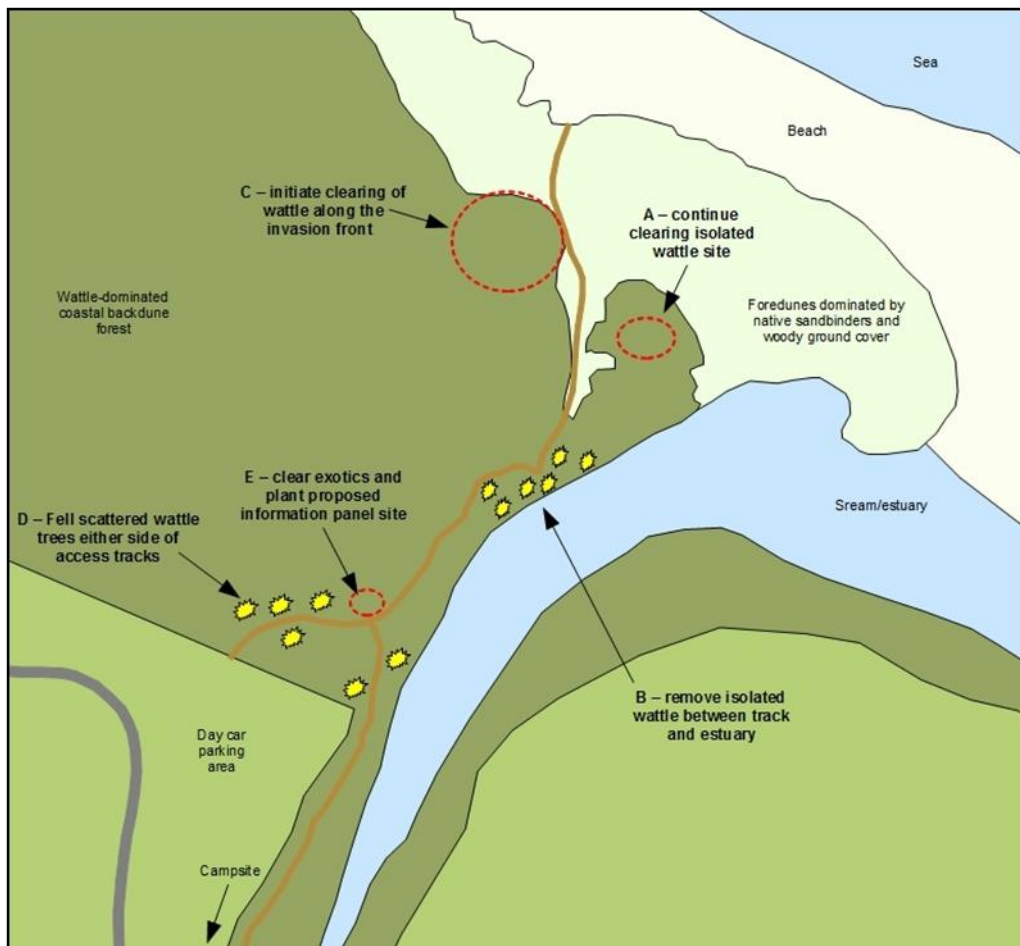 Sea
Beach
C – initiate clearing of
wattle along the
invasion front
A – continue
clearing isolated
wattle site
Wattle-dominated
coastal backdune
forest
Foredunes dominated by
native sandbinders and
woody ground cover
E – clear exotics and
plant proposed
information panel site
Sream/estuary
D – Fell scattered wattle
trees either side of
access tracks
B – remove isolated
wattle between track
and estuary
Day car
parking
area
Campsite